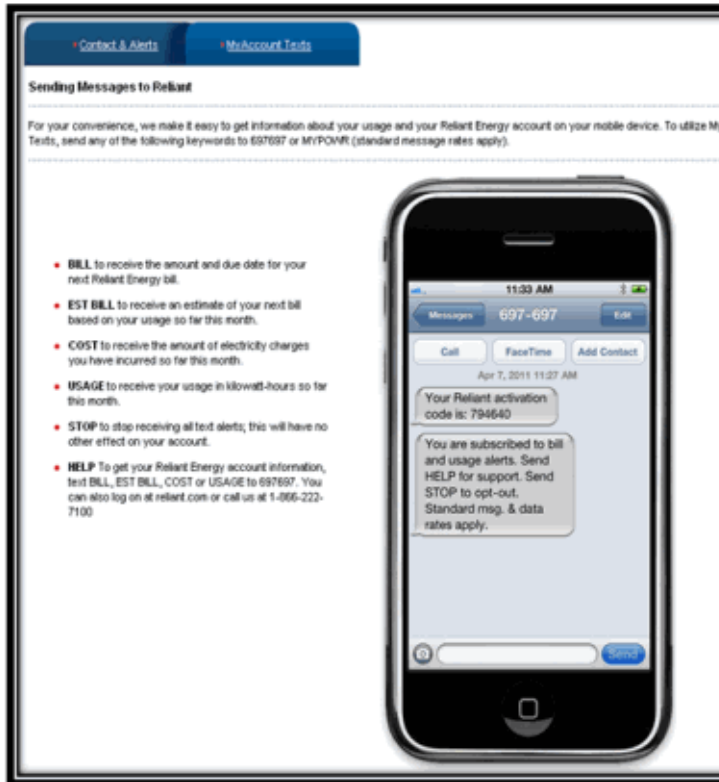 Contact & Alerts
MyAccount Texts
Sending Messages to Reliant
For your convenience, we make it easy to get information about your usage and your Reliant Energy account on your mobile device. To utilize My
Texts, send any of the following keywords to 697697 or MYPOWR (standard message rates apply).
BILL to receive the amount and due date for your
next Reliant Energy bill.
EST BILL to receive an estimate of your next bill
based on your usage so far this month.
COST to receive the amount of electricity charges
you have incurred so far this month.
USAGE to receive your usage in kilowatt-hours so far
this month.
STOP to stop receiving all text alerts; this will have no
other effect on your account.
HELP To get your Reliant Energy account information,
text BILL, EST BILL, COST or USAGE to 697697. You
can also log on at reliant.com or call us at 1-866-222-
7100
11:33 AM
Messages
697-697
Edit
Call
FaceTime
Add Contact
Apr 7, 2011 11:27 AM
Your Reliant activation
code is: 794640
You are subscribed to bill
and usage alerts. Send
HELP for support. Send
STOP to opt-out.
Standard msg. & data
rates apply.
Send